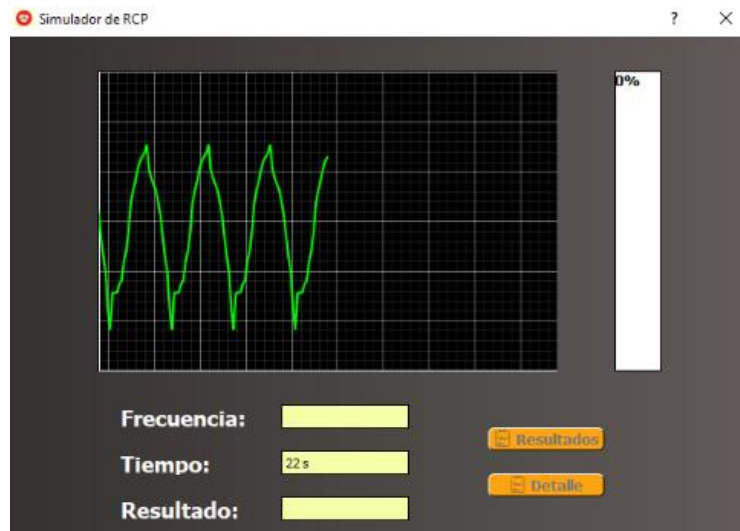 Simulador de RCP
?
0%
Frecuencia:
Tiempo: 22 s
Resultado:
Resultados
Detalle